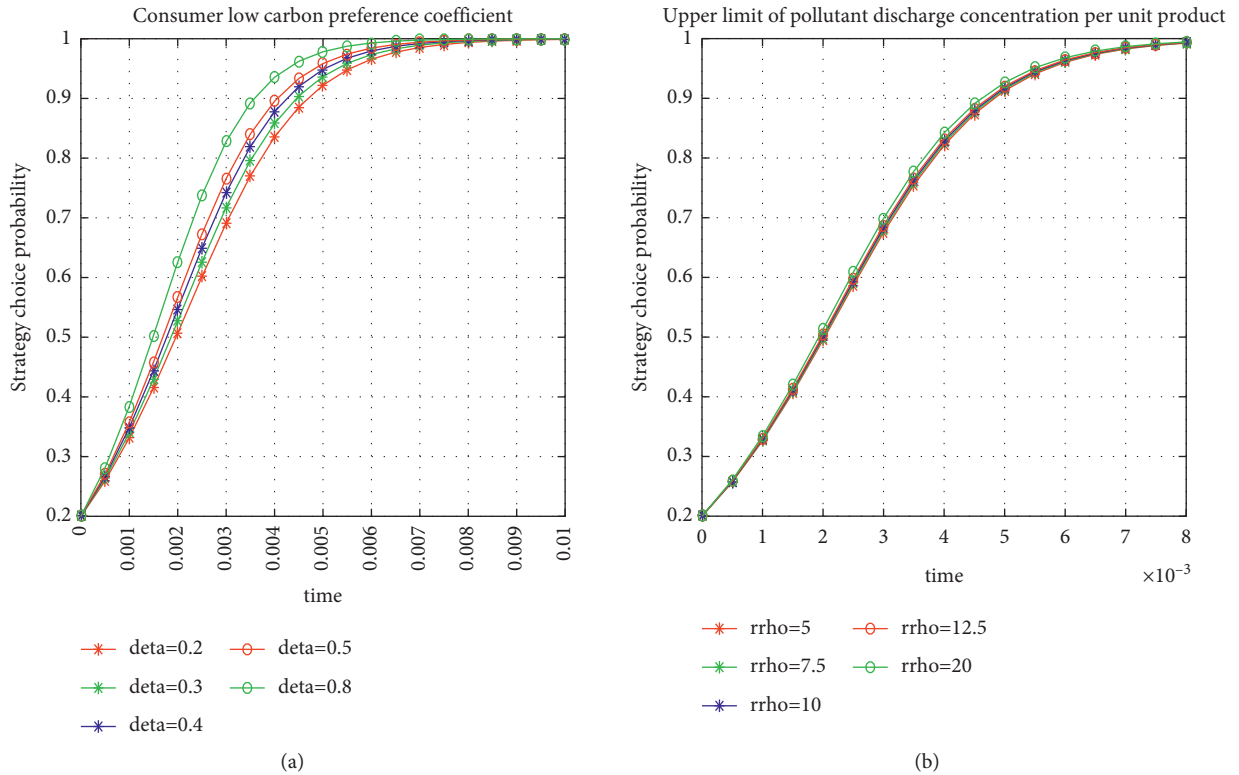 Consumer low carbon preference coefficient
Strategy choice probability
1
0.9
0.8
0.7
0.6
0.5
0.4
0.3
0.2
0
0.001
0.002
0.003
0.004
0.005
0.006
0.007
0.008
0.009
0.01
time
deta=0.2
deta=0.5
deta=0.3
deta=0.8
deta=0.4
(a)
Upper limit of pollutant discharge concentration per unit product
Strategy choice probability
1
0.9
0.8
0.7
0.6
0.5
0.4
0.3
0.2
0 1 2 3 4 5 6 7 8
time
×10⁻³
rrho=5
rrho=12.5
rrho=7.5
rrho=20
rrho=10
(b)